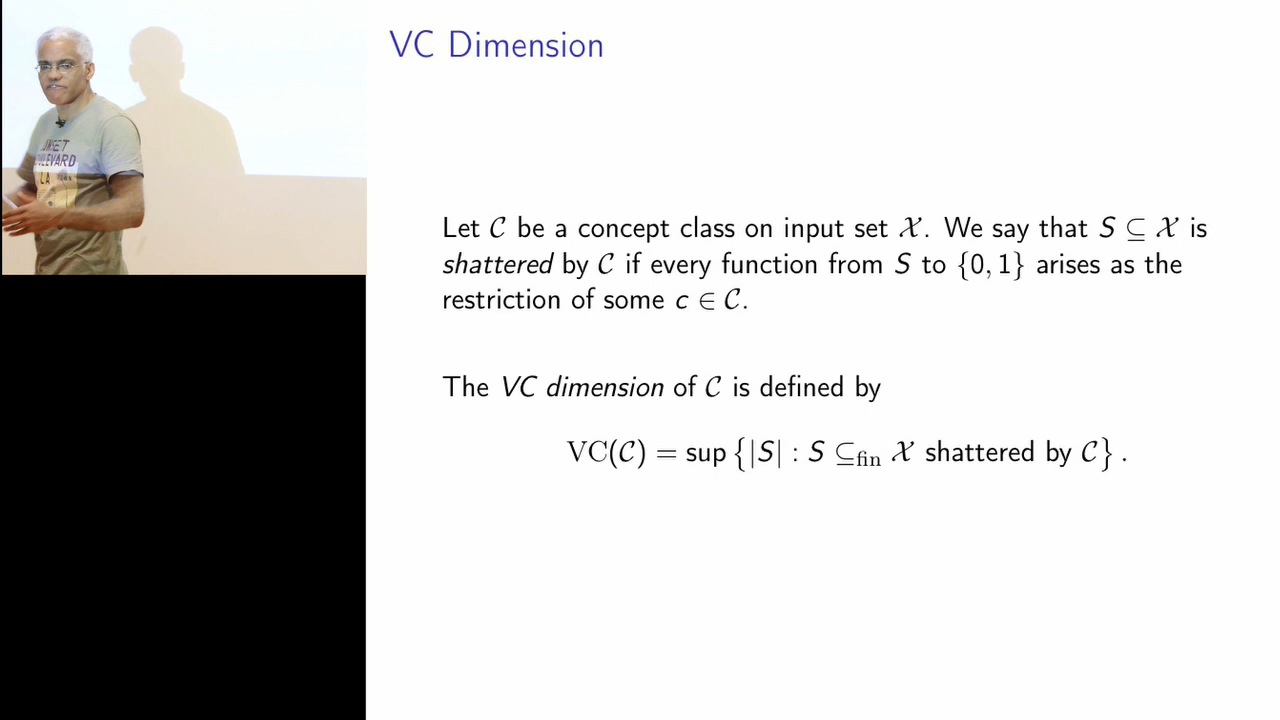 VC Dimension
Let 𝒞 be a concept class on input set 𝒳. We say that S ⊆ 𝒳 is
shattered by 𝒞 if every function from S to {0, 1} arises as the
restriction of some c ∈ 𝒞.
The VC dimension of 𝒞 is defined by
VC(𝒞) = sup {|S| : S ⊆fin 𝒳 shattered by 𝒞} .
LA